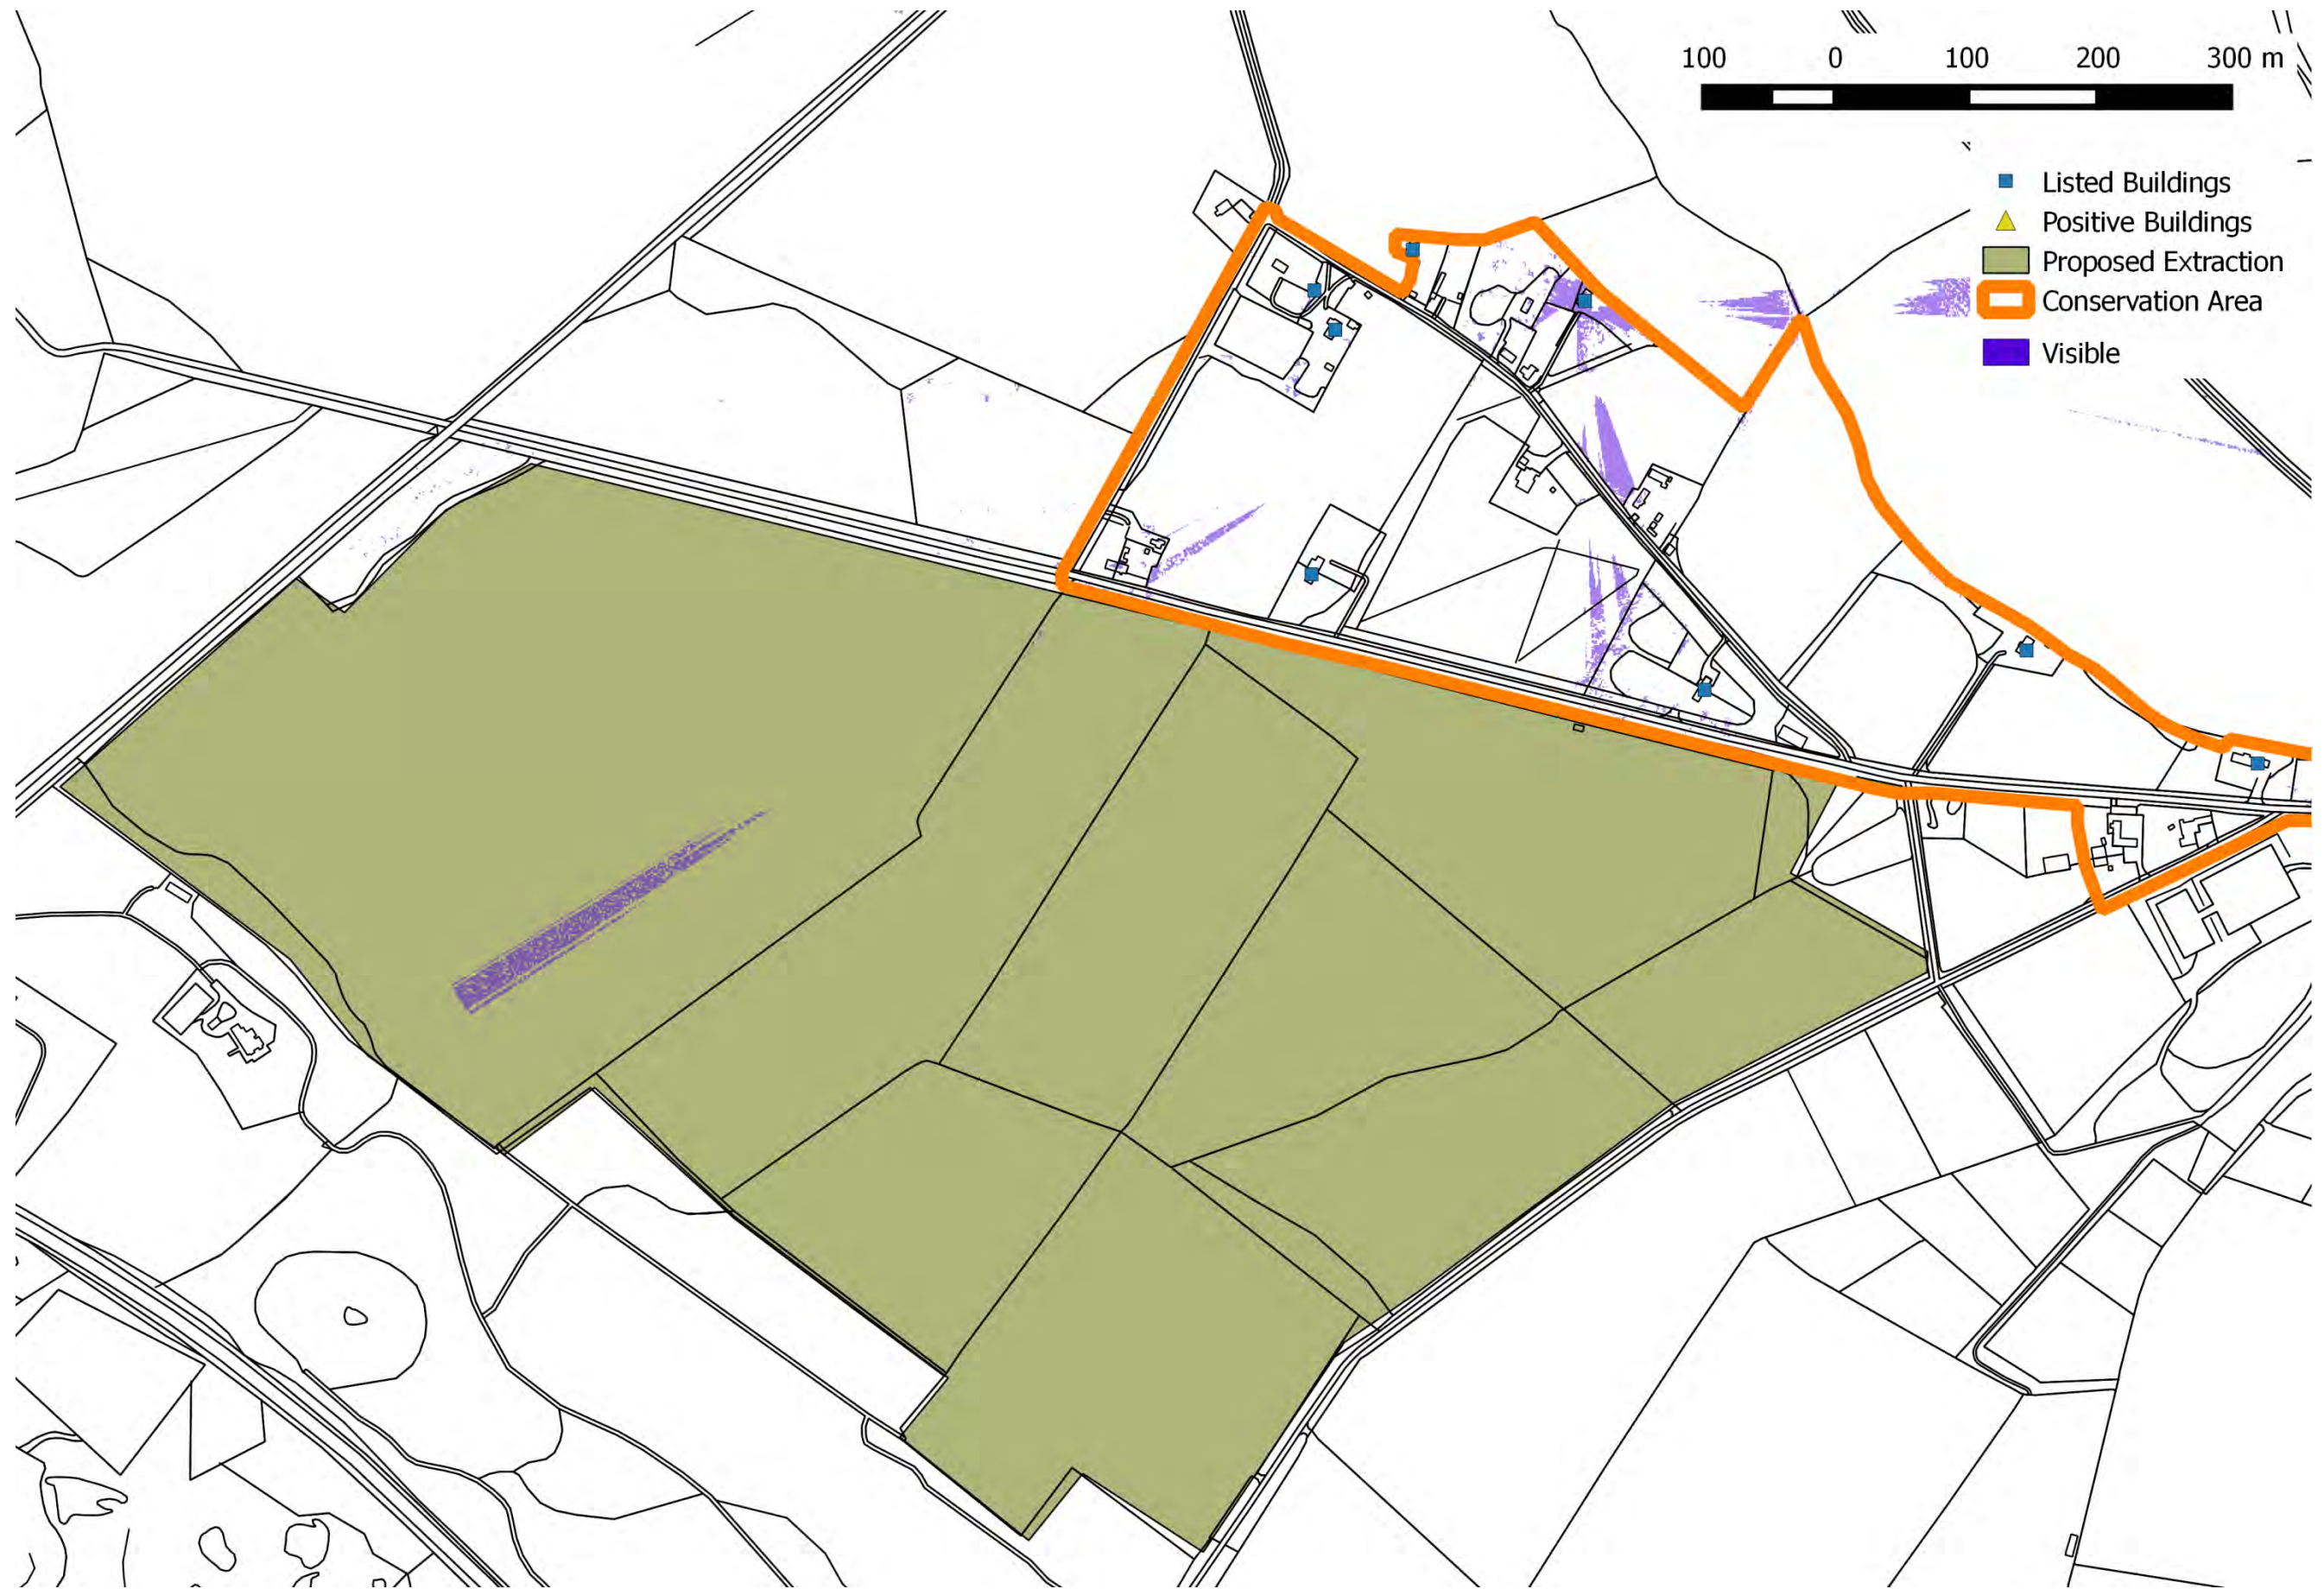 100 0 100 200 300 m
Listed Buildings
Positive Buildings
Proposed Extraction
Conservation Area
Visible